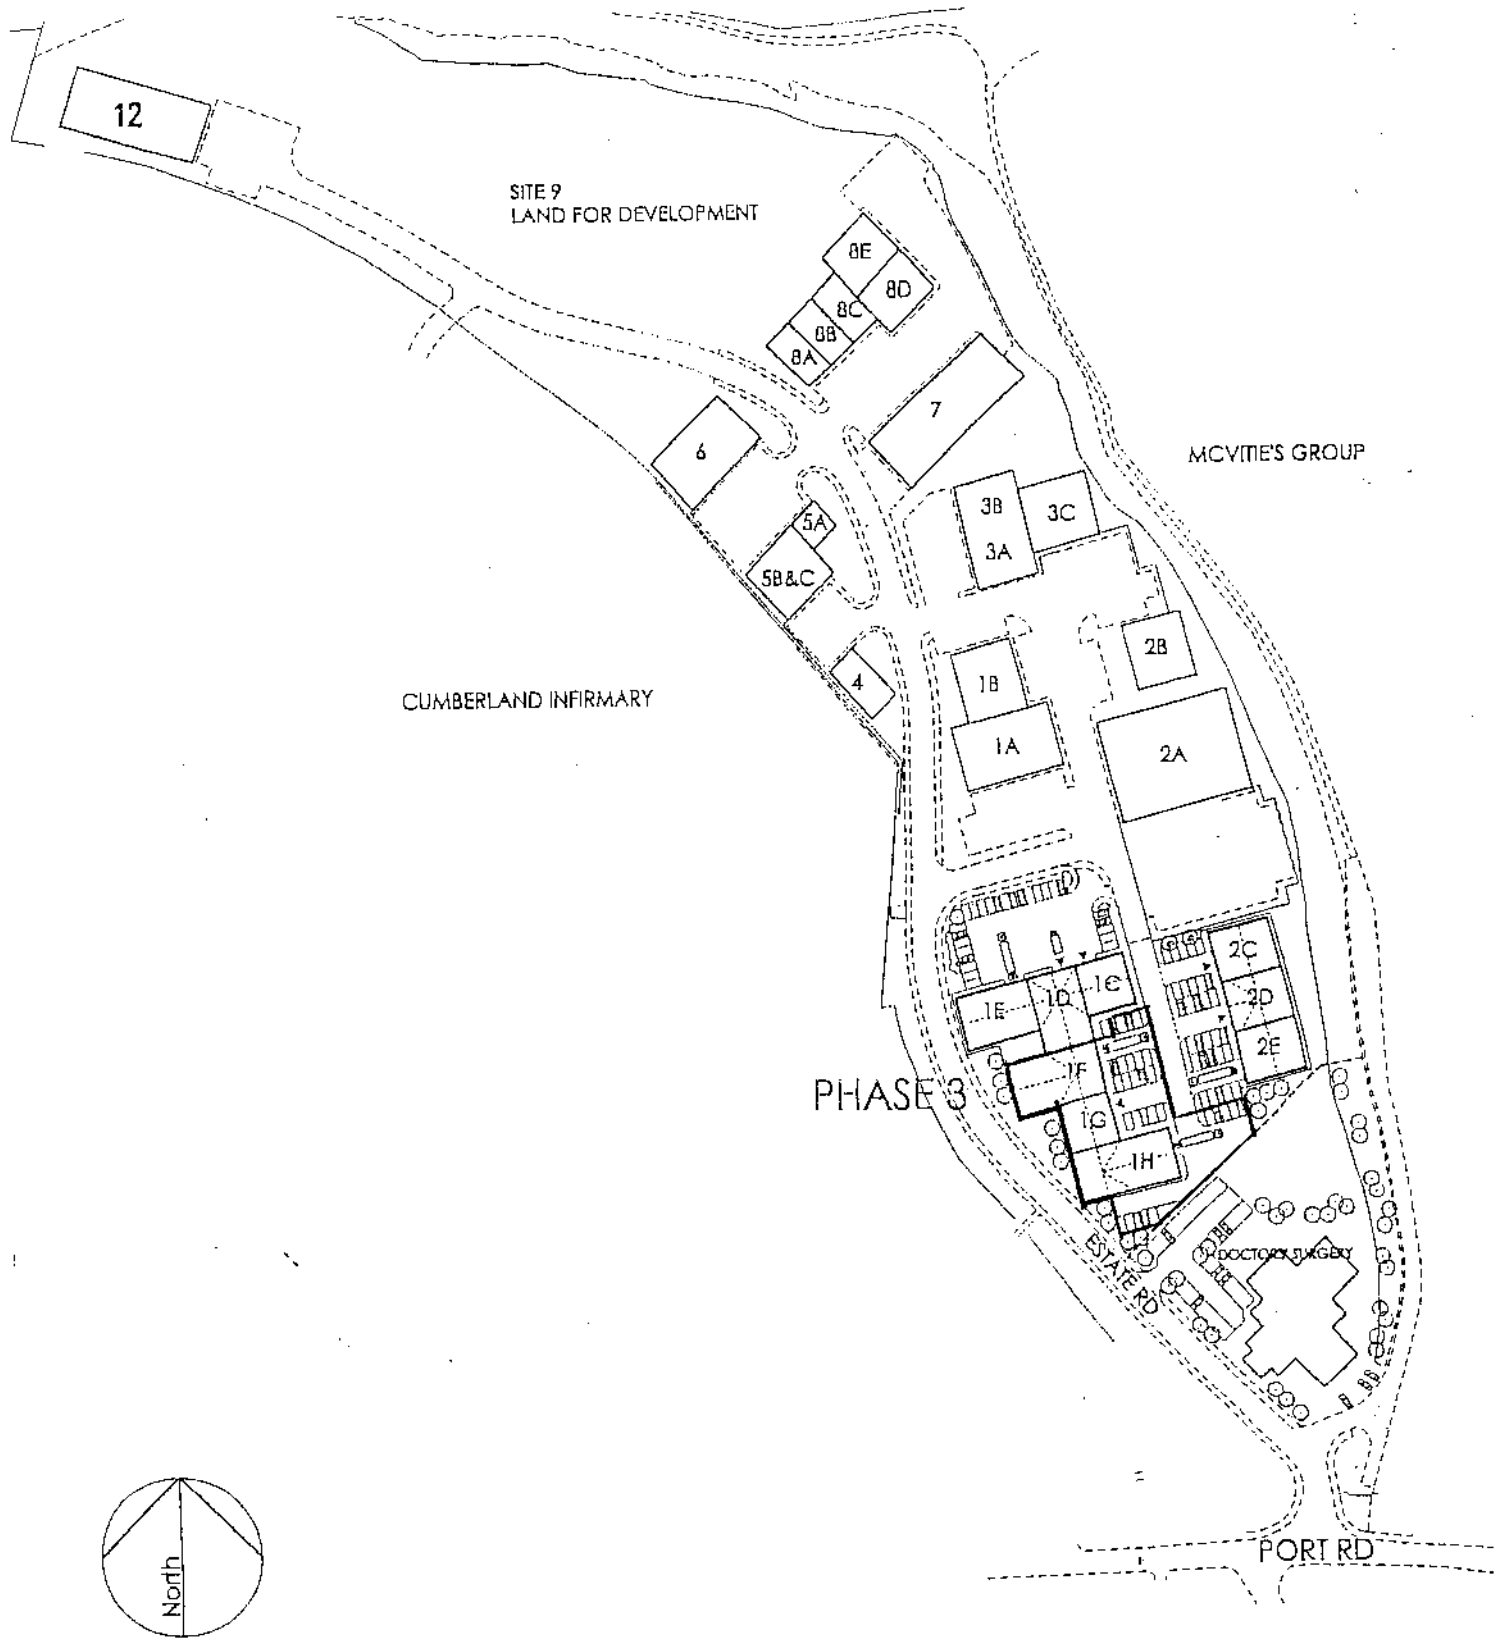 12
SITE 9
LAND FOR DEVELOPMENT
8E
8D
8C
8B
8A
7
6
MCVITIE'S GROUP
3B
3C
3A
5A
5B&C
2B
4
1B
CUMBERLAND INFIRMARY
1A
2A
2C
1C
1D
1E
2D
2E
1F
PHASE 3
1G
1H
ESTATE RD
DOCTORY SURGERY
PORT RD
North